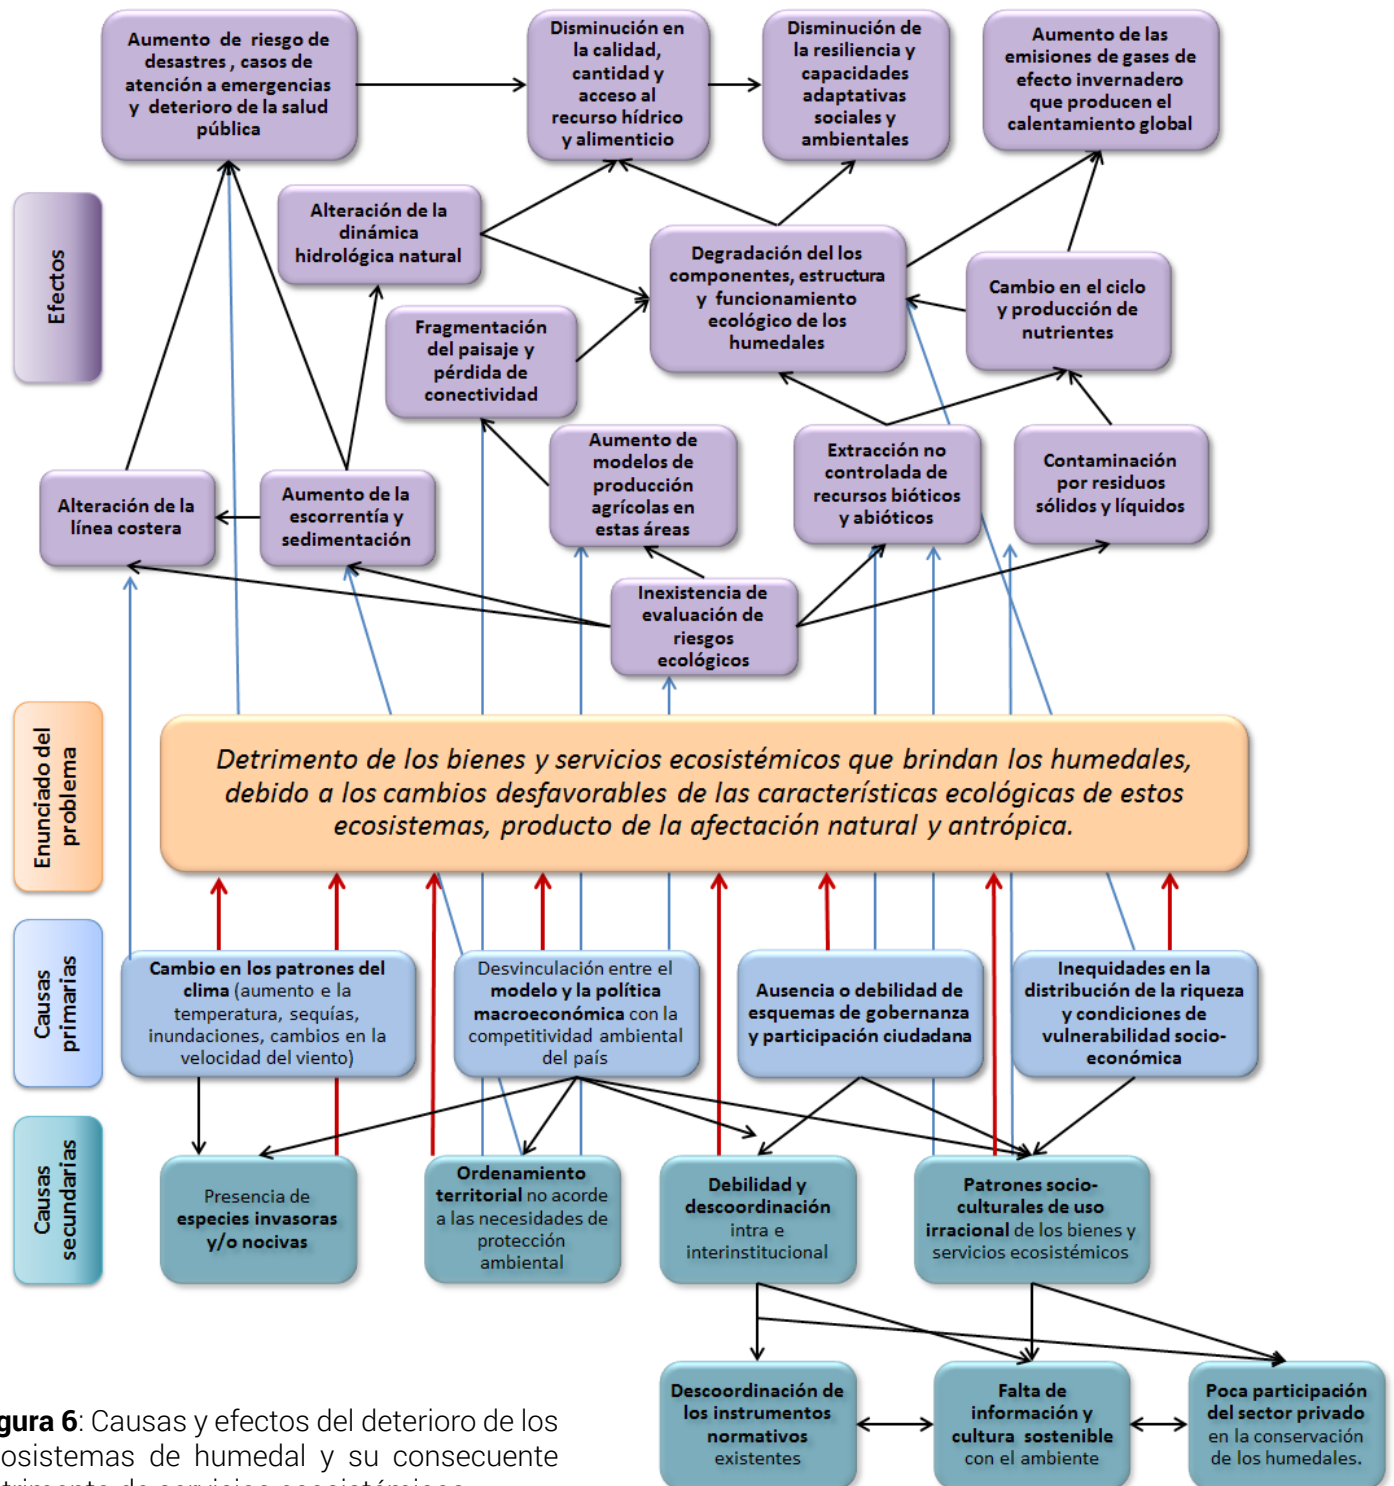 Aumento de riesgo de
desastres , casos de
atención a emergencias
y deterioro de la salud
pública
Disminución en
la calidad,
cantidad y
acceso al
recurso hídrico
y alimenticio
Disminución de
la resiliencia y
capacidades
adaptativas
sociales y
ambientales
Aumento de las
emisiones de gases de
efecto invernadero
que producen el
calentamiento global
Efectos
Alteración de la
dinámica
hidrológica natural
Degradación del los
componentes, estructura
y funcionamiento
ecológico de los
humedales
Cambio en el ciclo
y producción de
nutrientes
Fragmentación
del paisaje y
pérdida de
conectividad
Aumento de
modelos de
producción
agrícolas en
estas áreas
Extracción no
controlada de
recursos bióticos
y abióticos
Contaminación
por residuos
sólidos y líquidos
Alteración de la
línea costera
Aumento de la
escorrentía y
sedimentación
Inexistencia de
evaluación de
riesgos
ecológicos
Enunciado del
problema
Detrimento de los bienes y servicios ecosistémicos que brindan los humedales,
debido a los cambios desfavorables de las características ecológicas de estos
ecosistemas, producto de la afectación natural y antrópica.
Causas
primarias
Cambio en los patrones del
clima (aumento e la
temperatura, sequías,
inundaciones, cambios en la
velocidad del viento)
Desvinculación entre el
modelo y la política
macroeconómica con la
competitividad ambiental
del país
Ausencia o debilidad de
esquemas de gobernanza
y participación ciudadana
Inequidades en la
distribución de la riqueza
y condiciones de
vulnerabilidad socio-
económica
Causas
secundarias
Presencia de
especies invasoras
y/o nocivas
Ordenamiento
territorial no acorde
a las necesidades de
protección
ambiental
Debilidad y
descoordinación
intra e
interinstitucional
Patrones socio-
culturales de uso
irracional de los bienes y
servicios ecosistémicos
Descoordinación de
los instrumentos
normativos
existentes
Falta de
información y
cultura sostenible
con el ambiente
Poca participación
del sector privado
en la conservación
de los humedales.
gura 6: Causas y efectos del deterioro de los
osistemas de humedal y su consecuente
trimento de servicios ecosistémicos